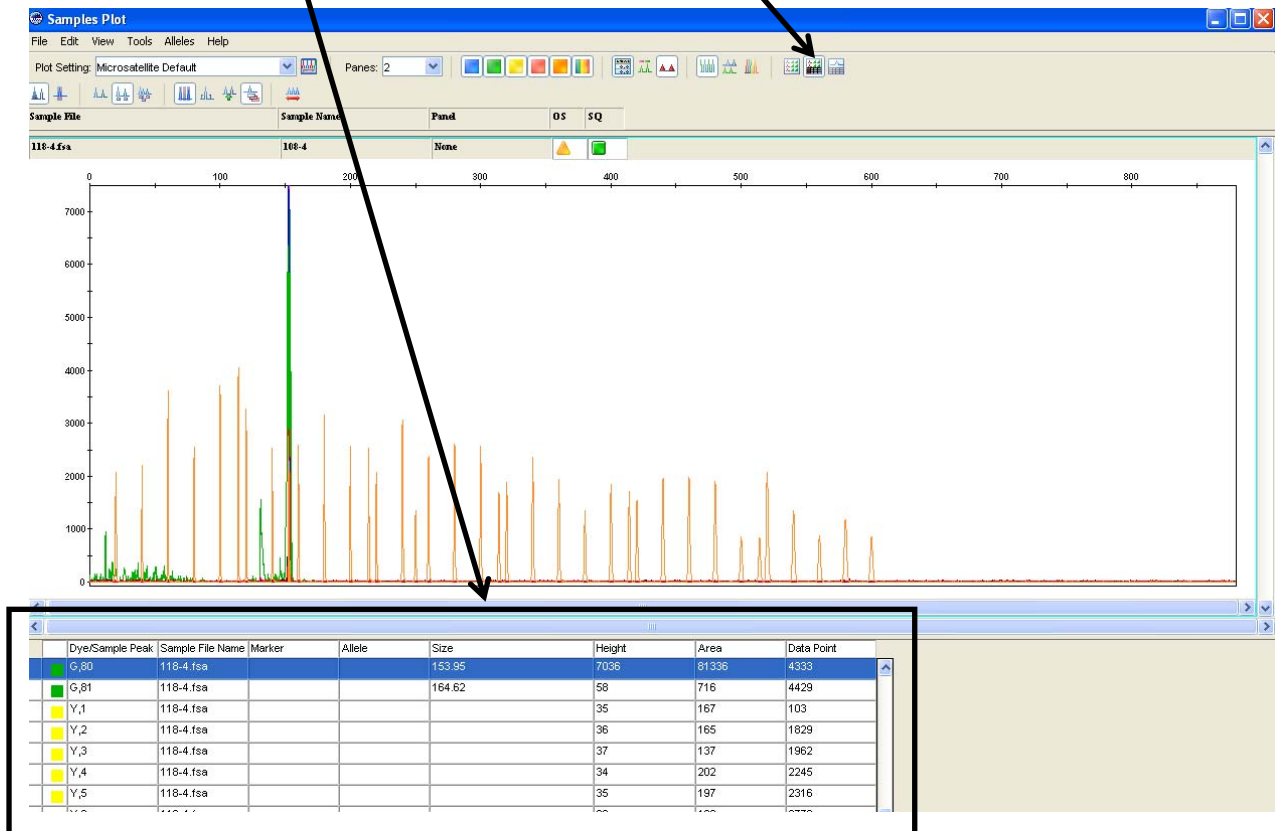 Samples Plot
File Edit View Tools Alleles Help
Plot Setting: Microsatellite Default Panes: 2
Sample File Sample Name Panel OS SQ
118-4.fsa 108-4 None
0 100 200 300 400 500 600 700 800
7000
6000
5000
4000
3000
2000
1000
0
Dye/Sample Peak Sample File Name Marker Allele Size Height Area Data Point
G,80 118-4.fsa 153.95 7036 81336 4333
G,81 118-4.fsa 164.62 58 716 4429
Y,1 118-4.fsa 35 167 103
Y,2 118-4.fsa 36 165 1829
Y,3 118-4.fsa 37 137 1962
Y,4 118-4.fsa 34 202 2245
Y,5 118-4.fsa 35 197 2316